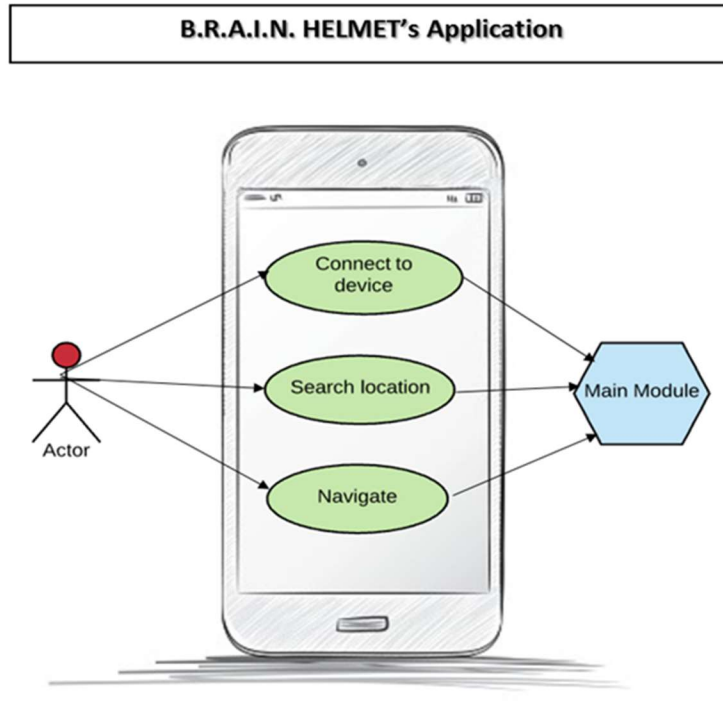 B.R.A.I.N. HELMET's Application
Connect to
device
Search location
Main Module
Navigate
Actor